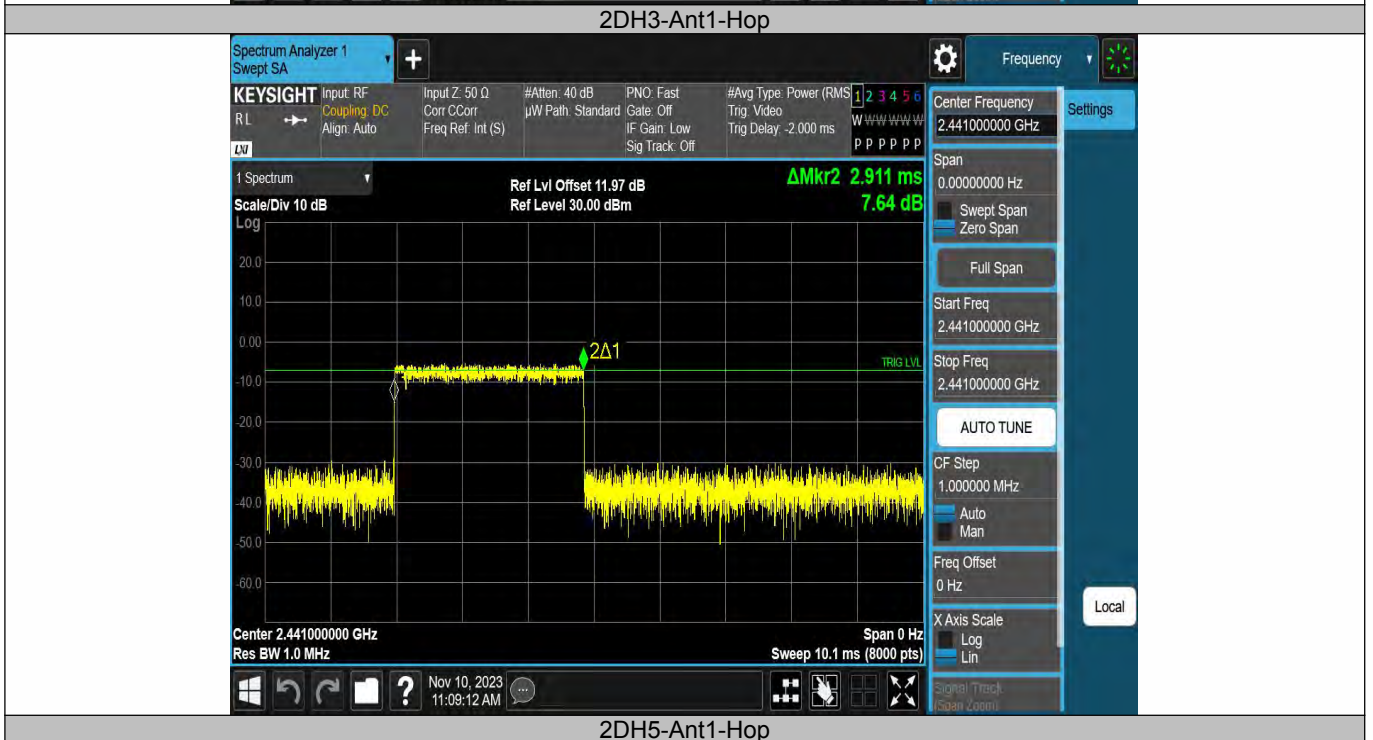 2DH3-Ant1-Hop
Spectrum Analyzer 1
Swept SA
Frequency
KEYSIGHT
RL
LXI
Input: RF
Coupling: DC
Align: Auto
Input Z: 50 Ω
Corr CCorr
Freq Ref: Int (S)
#Atten: 40 dB
µW Path: Standard
PNO: Fast
Gate: Off
IF Gain: Low
Sig Track: Off
#Avg Type: Power (RMS
Trig: Video
Trig Delay: -2.000 ms
1 2 3 4 5 6
W W W W W W
P P P P P P
Center Frequency
2.441000000 GHz
Settings
Span
0.00000000 Hz
Swept Span
Zero Span
Full Span
Start Freq
2.441000000 GHz
Stop Freq
2.441000000 GHz
AUTO TUNE
CF Step
1.000000 MHz
Auto
Man
Freq Offset
0 Hz
X Axis Scale
Log
Lin
Signal Track
(Span Zoom)
Local
1 Spectrum
Scale/Div 10 dB
Log
Ref Lvl Offset 11.97 dB
Ref Level 30.00 dBm
ΔMkr2 2.911 ms
7.64 dB
20.0
10.0
0.00
-10.0
-20.0
-30.0
-40.0
-50.0
-60.0
2Δ1
TRIG LVL
Center 2.441000000 GHz
Res BW 1.0 MHz
Span 0 Hz
Sweep 10.1 ms (8000 pts)
Nov 10, 2023
11:09:12 AM
2DH5-Ant1-Hop